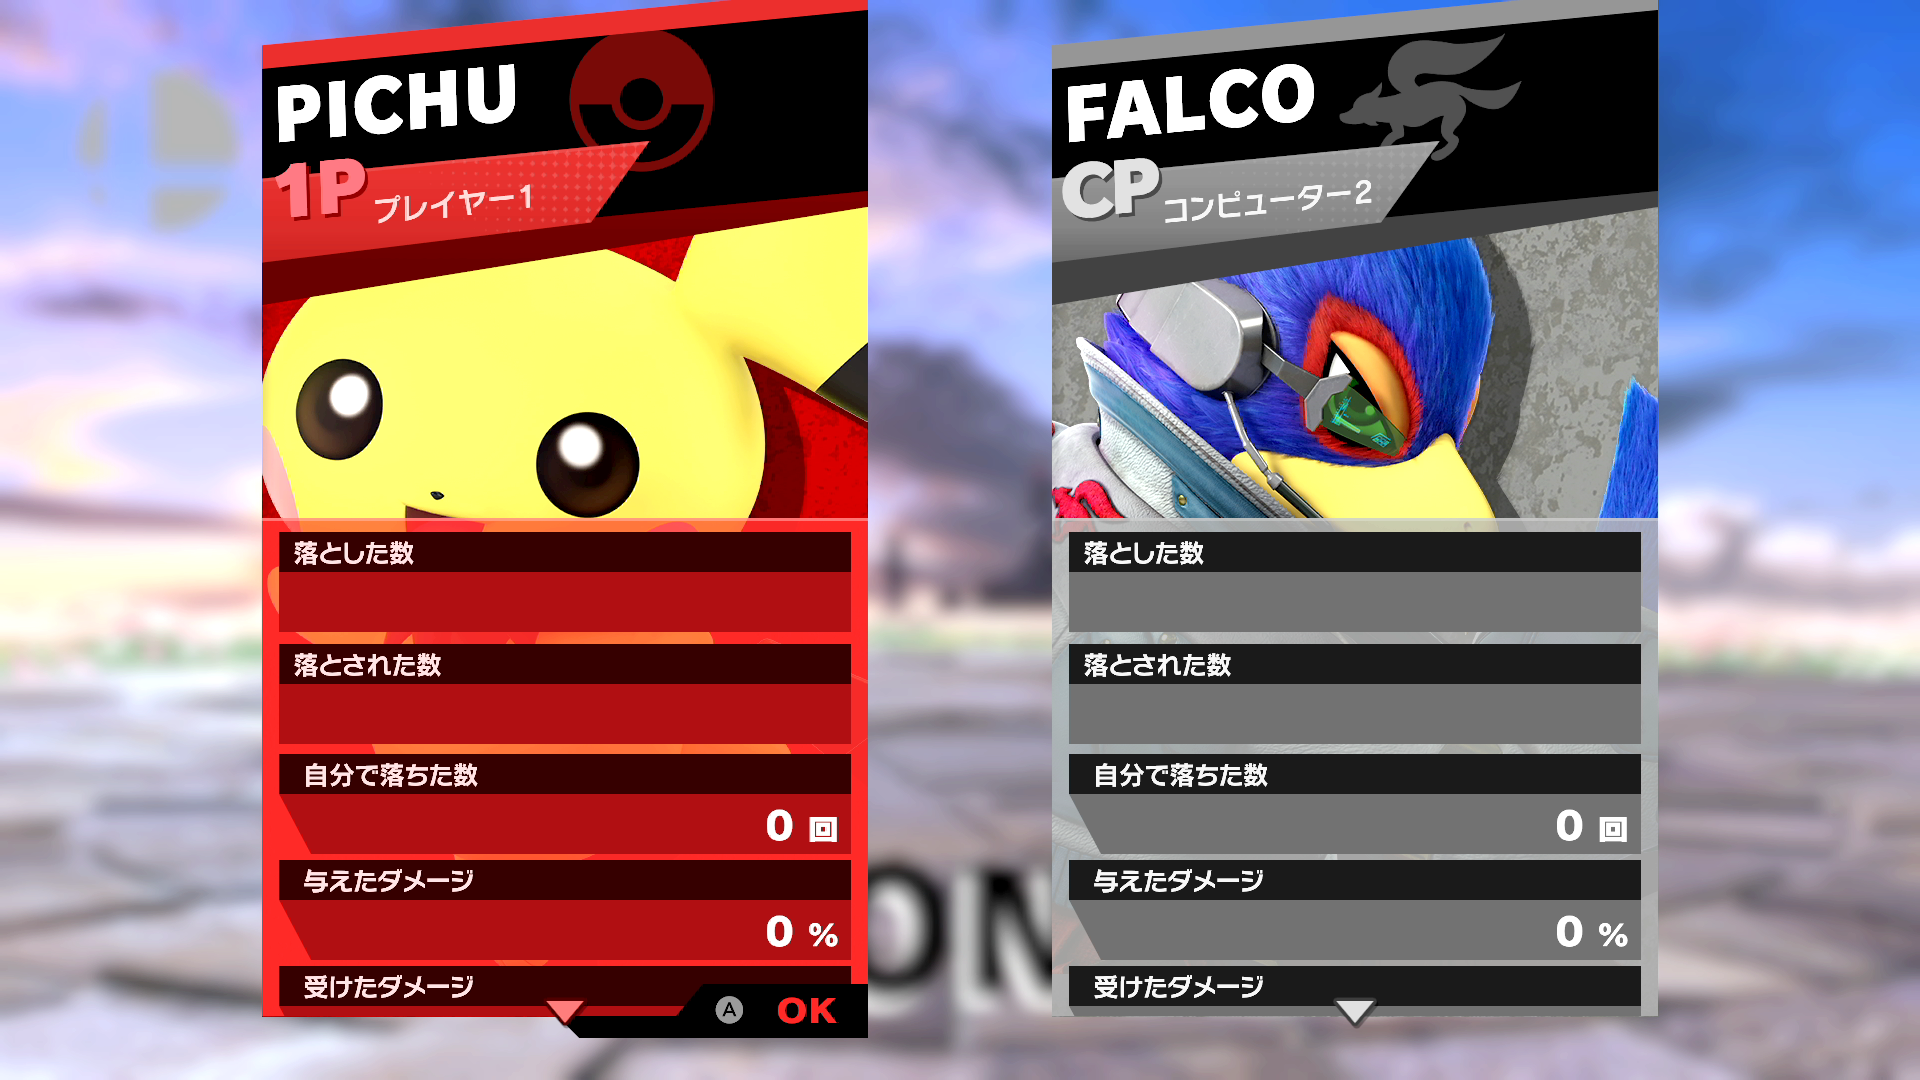 PICHU
1P プレイヤー1
落とした数
落とされた数
自分で落ちた数
0 回
与えたダメージ
0 %
受けたダメージ
A OK
FALCO
CP コンピューター2
落とした数
落とされた数
自分で落ちた数
0 回
与えたダメージ
0 %
受けたダメージ